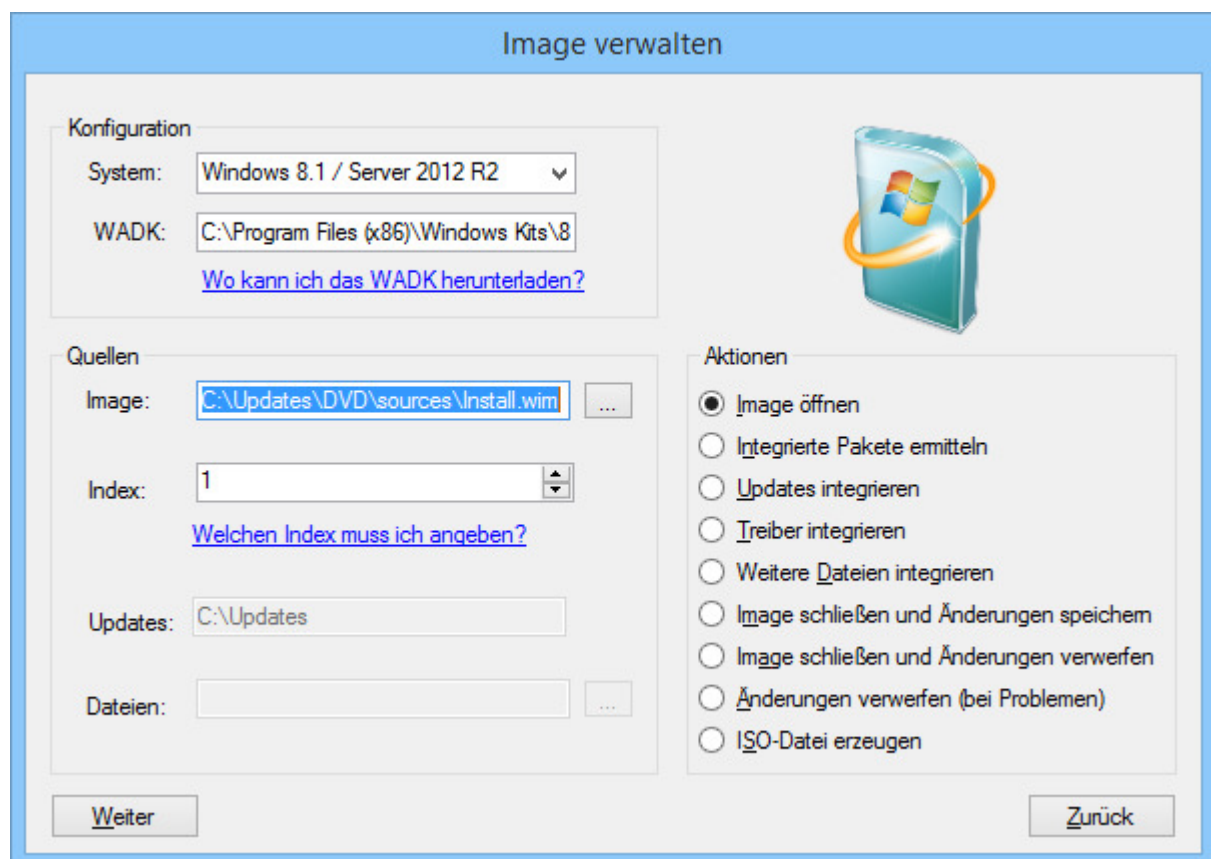 Image verwalten
Konfiguration
System: Windows 8.1 / Server 2012 R2
WADK: C:\Program Files (x86)\Windows Kits\8
Wo kann ich das WADK herunterladen?
Quellen
Image: C:\Updates\DVD\sources\Install.wim ...
Index: 1
Welchen Index muss ich angeben?
Updates: C:\Updates
Dateien: ...
Aktionen
Image öffnen
Integrierte Pakete ermitteln
Updates integrieren
Treiber integrieren
Weitere Dateien integrieren
Image schließen und Änderungen speichern
Image schließen und Änderungen verwerfen
Änderungen verwerfen (bei Problemen)
ISO-Datei erzeugen
Weiter
Zurück